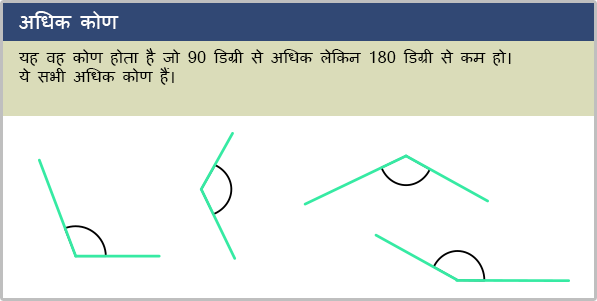 अधिक कोण
यह वह कोण होता है जो 90 डिग्री से अधिक लेकिन 180 डिग्री से कम हो।
ये सभी अधिक कोण हैं।